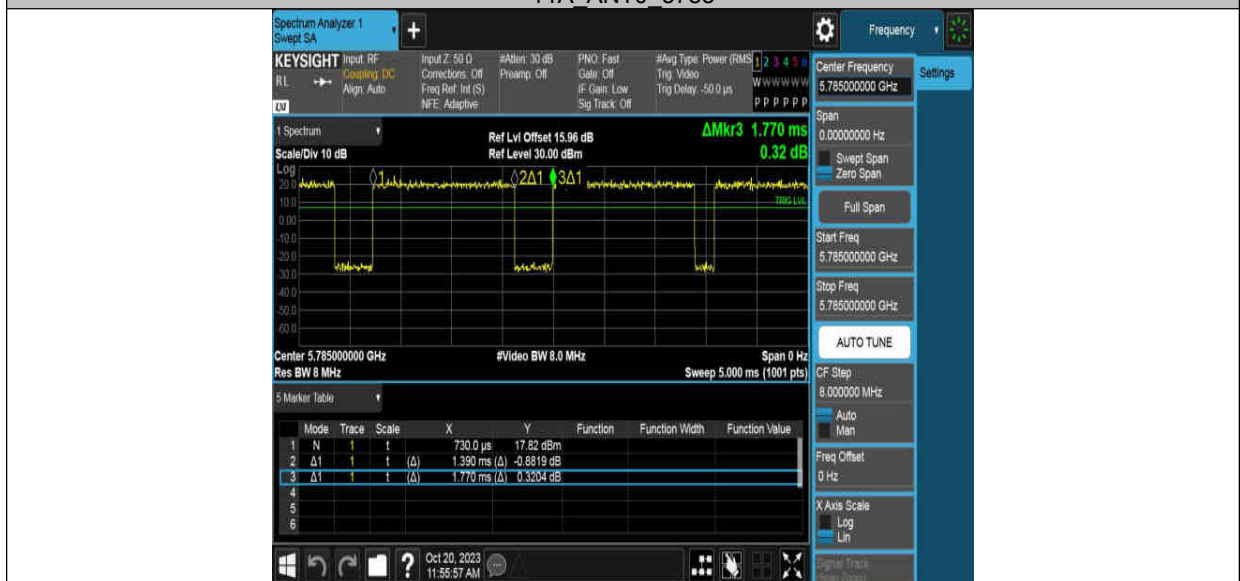 Spectrum Analyzer 1
Swept SA
+
Frequency
KEYSIGHT
RL
Input: RF
Coupling: DC
Align: Auto
Input Z: 50 Ω
Corrections: Off
Freq Ref: Int (S)
NFE: Adaptive
#Atten: 30 dB
Preamp: Off
PNO: Fast
Gate: Off
IF Gain: Low
Sig Track: Off
#Avg Type: Power (RMS
Trig: Video
Trig Delay: -50.0 µs
1 2 3 4 5 6
W W W W W W
P P P P P P
Center Frequency
5.785000000 GHz
Settings
Span
0.00000000 Hz
Swept Span
Zero Span
Full Span
Start Freq
5.785000000 GHz
Stop Freq
5.785000000 GHz
AUTO TUNE
CF Step
8.000000 MHz
Auto
Man
Freq Offset
0 Hz
X Axis Scale
Log
Lin
Signal Track
1 Spectrum
Scale/Div 10 dB
Ref Lvl Offset 15.96 dB
Ref Level 30.00 dBm
ΔMkr3 1.770 ms
0.32 dB
Log
1
2Δ1
3Δ1
TRIG LVL
20.0
10.0
0.00
-10.0
-20.0
-30.0
-40.0
-50.0
-60.0
Center 5.785000000 GHz
#Video BW 8.0 MHz
Span 0 Hz
Res BW 8 MHz
Sweep 5.000 ms (1001 pts)
5 Marker Table
Mode Trace Scale X Y Function Function Width Function Value
1 N 1 t 730.0 µs 17.82 dBm
2 Δ1 1 t (Δ) 1.390 ms (Δ) -0.8819 dB
3 Δ1 1 t (Δ) 1.770 ms (Δ) 0.3204 dB
4
5
6
?
Oct 20, 2023
11:55:57 AM